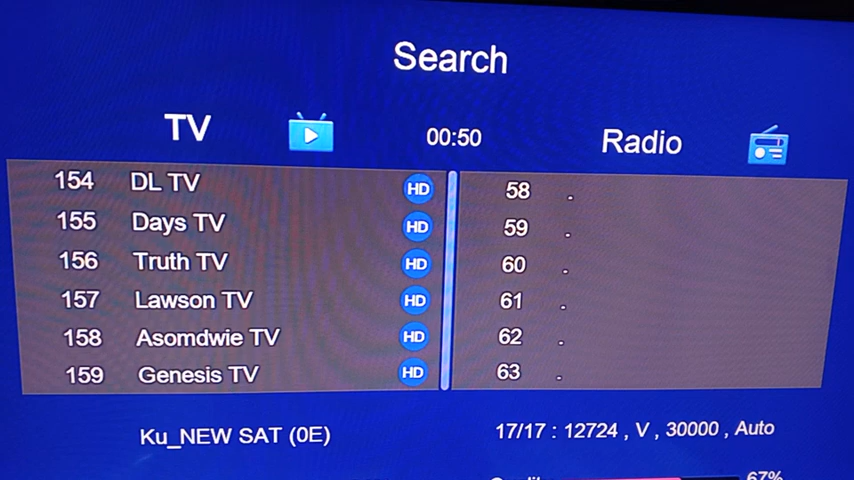 Search
TV 00:50 Radio
154 DL TV HD 58 .
155 Days TV HD 59 .
156 Truth TV HD 60 .
157 Lawson TV HD 61 .
158 Asomdwie TV HD 62 .
159 Genesis TV HD 63 .
Ku_NEW SAT (0E) 17/17 : 12724 , V , 30000 , Auto
67%